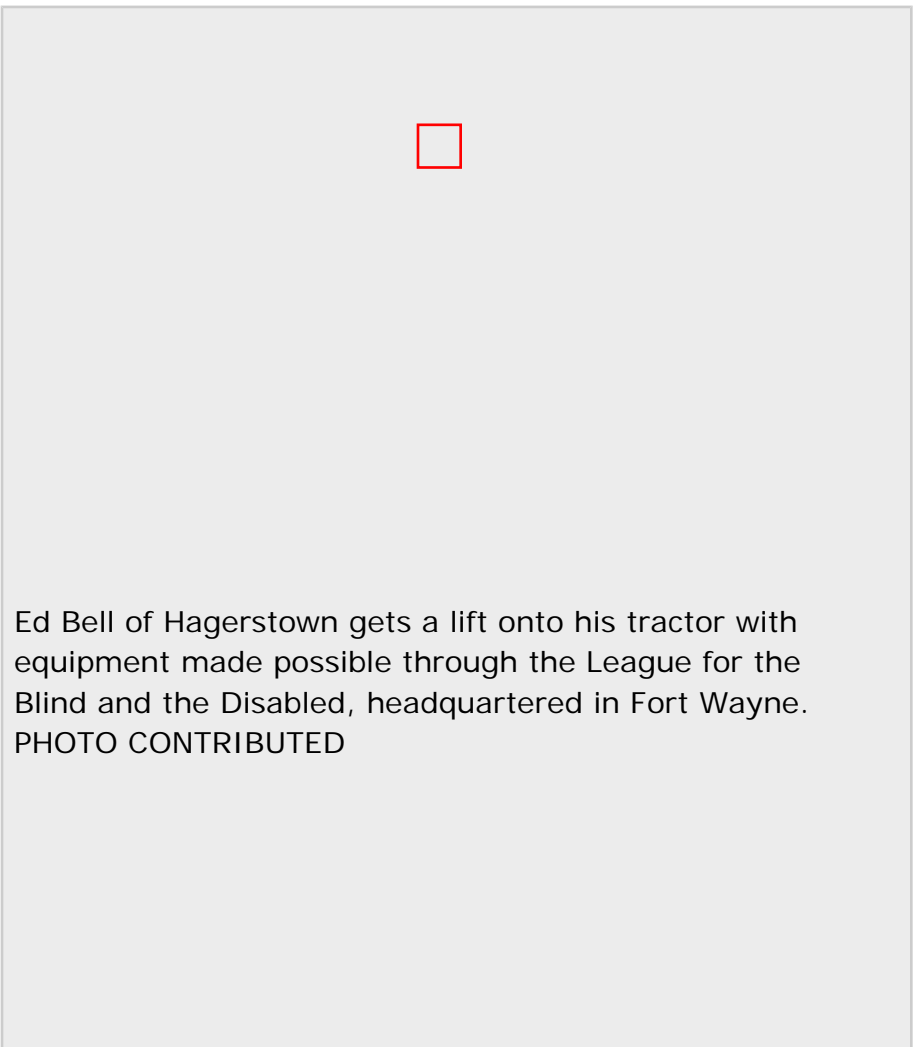 Ed Bell of Hagerstown gets a lift onto his tractor with
equipment made possible through the League for the
Blind and the Disabled, headquartered in Fort Wayne.
PHOTO CONTRIBUTED